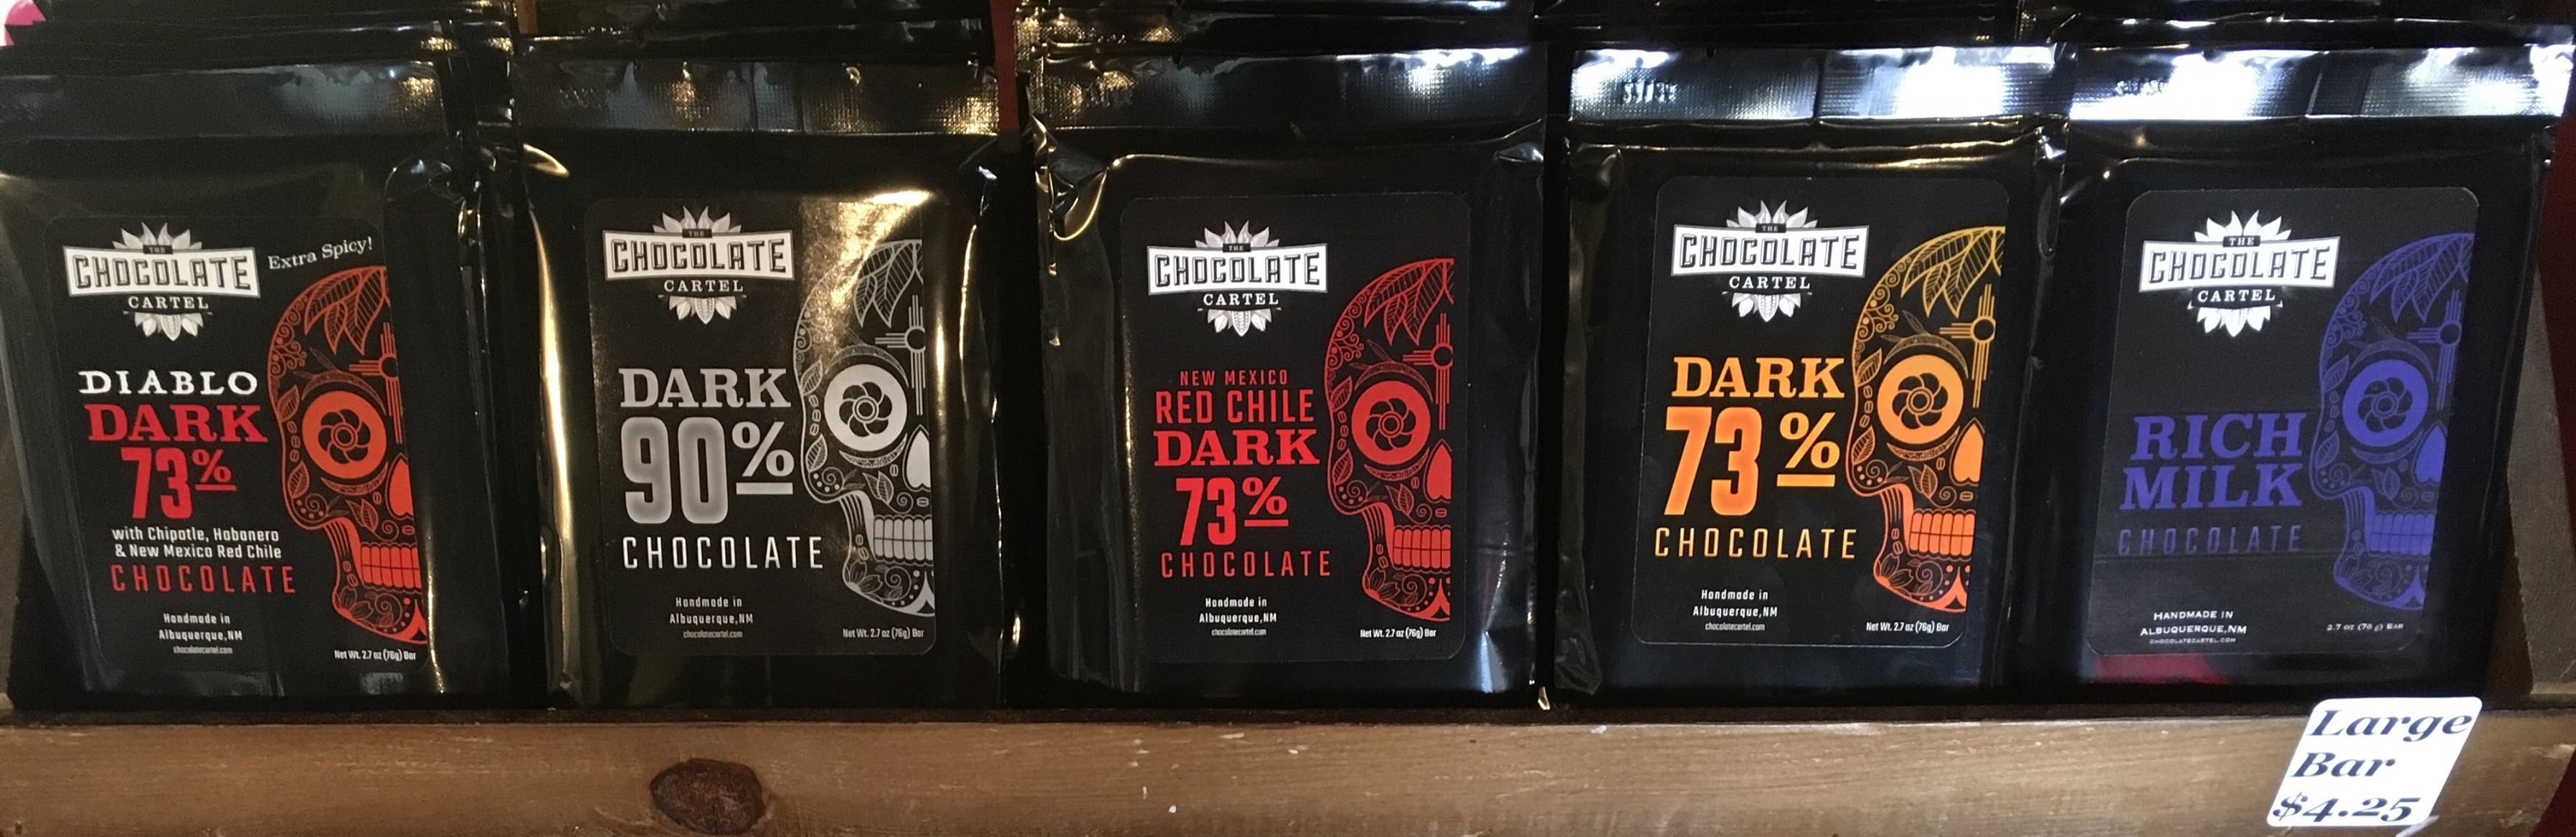 THE
CHOCOLATE
CARTEL
Extra Spicy!
DIABLO
DARK
73%
with Chipotle, Habanero
& New Mexico Red Chile
CHOCOLATE
Handmade in
Albuquerque,NM
chocolatecartel.com
Net Wt. 2.7 oz (76g) Bar
THE
CHOCOLATE
CARTEL
DARK
90%
CHOCOLATE
Handmade in
Albuquerque,NM
chocolatecartel.com
Net Wt. 2.7 oz (76g) Bar
THE
CHOCOLATE
CARTEL
NEW MEXICO
RED CHILE
DARK
73%
CHOCOLATE
Handmade in
Albuquerque,NM
chocolatecartel.com
Net Wt. 2.7 oz (76g) Bar
THE
CHOCOLATE
CARTEL
DARK
73%
CHOCOLATE
Handmade in
Albuquerque,NM
chocolatecartel.com
Net Wt. 2.7 oz (76g) Bar
THE
CHOCOLATE
CARTEL
RICH
MILK
CHOCOLATE
HANDMADE IN
ALBUQUERQUE,NM
CHOCOLATECARTEL.COM
2.7 OZ (76 g) BAR
Large
Bar
$4.25